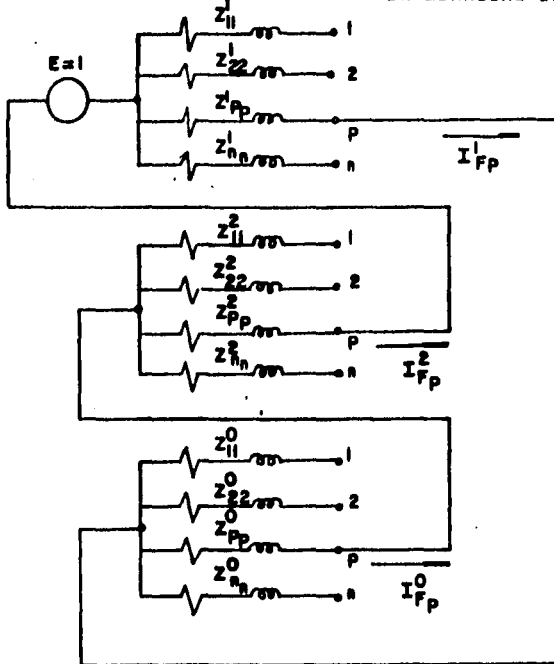 Z¹₁₁
1
E=1
Z¹₂₂
2
Z¹pp
P
I¹Fp
Z¹nn
n
Z²₁₁
1
Z²₂₂
2
Z²pp
P
I²Fp
Z²nn
n
Z⁰₁₁
1
Z⁰₂₂
2
Z⁰pp
P
I⁰Fp
Z⁰nn
n